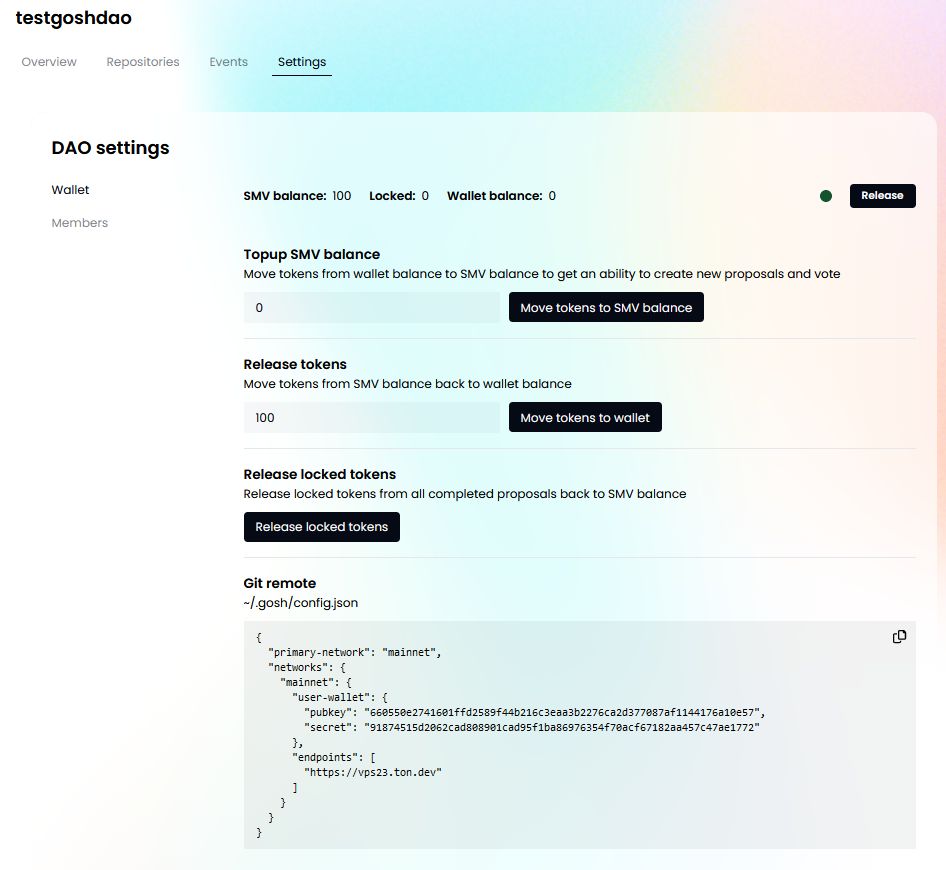 testgoshdao
Overview Repositories Events Settings
DAO settings
Wallet
Members
SMV balance: 100 Locked: 0 Wallet balance: 0 Release
Topup SMV balance
Move tokens from wallet balance to SMV balance to get an ability to create new proposals and vote
0 Move tokens to SMV balance
Release tokens
Move tokens from SMV balance back to wallet balance
100 Move tokens to wallet
Release locked tokens
Release locked tokens from all completed proposals back to SMV balance
Release locked tokens
Git remote
~/.gosh/config.json
{
  "primary-network": "mainnet",
  "networks": {
    "mainnet": {
      "user-wallet": {
        "pubkey": "660550e2741601ffd2589f44b216c3eaa3b2276ca2d377087af1144176a10e57",
        "secret": "91874515d2062cad808901cad95f1ba86976354f70acf67182aa457c47ae1772"
      },
      "endpoints": [
        "https://vps23.ton.dev"
      ]
    }
  }
}